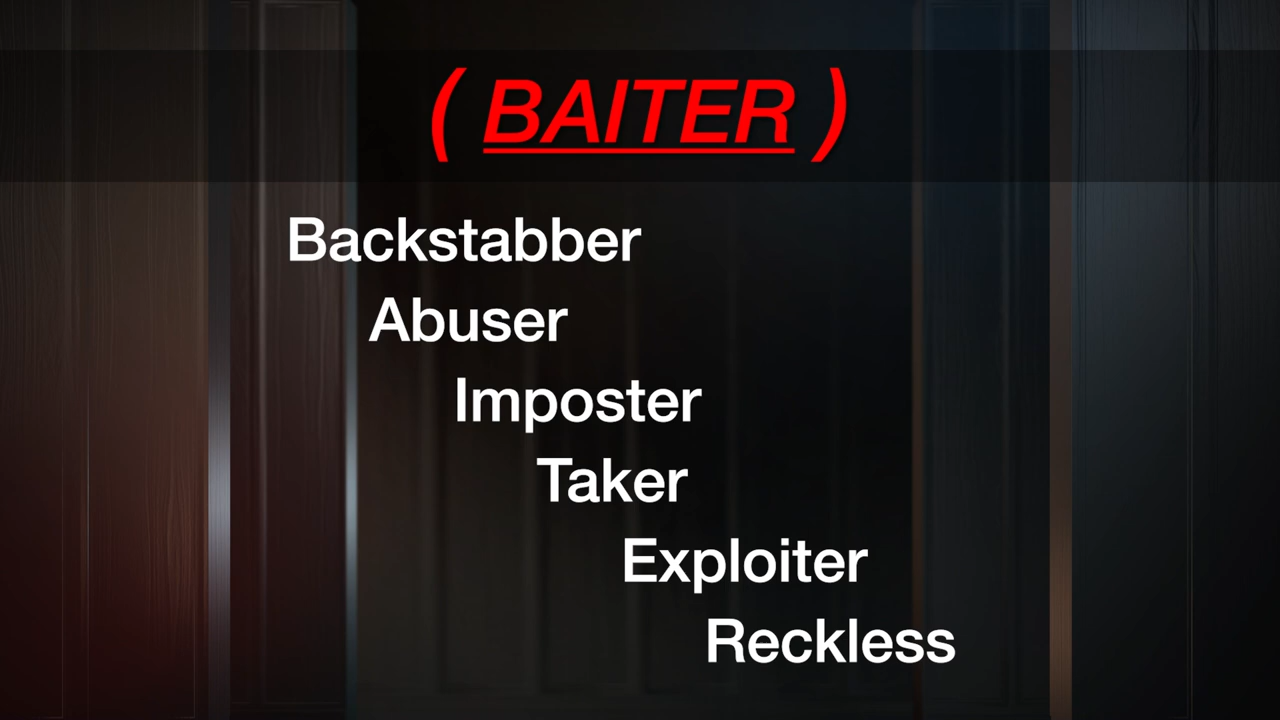 ( BAITER )
Backstabber
Abuser
Imposter
Taker
Exploiter
Reckless